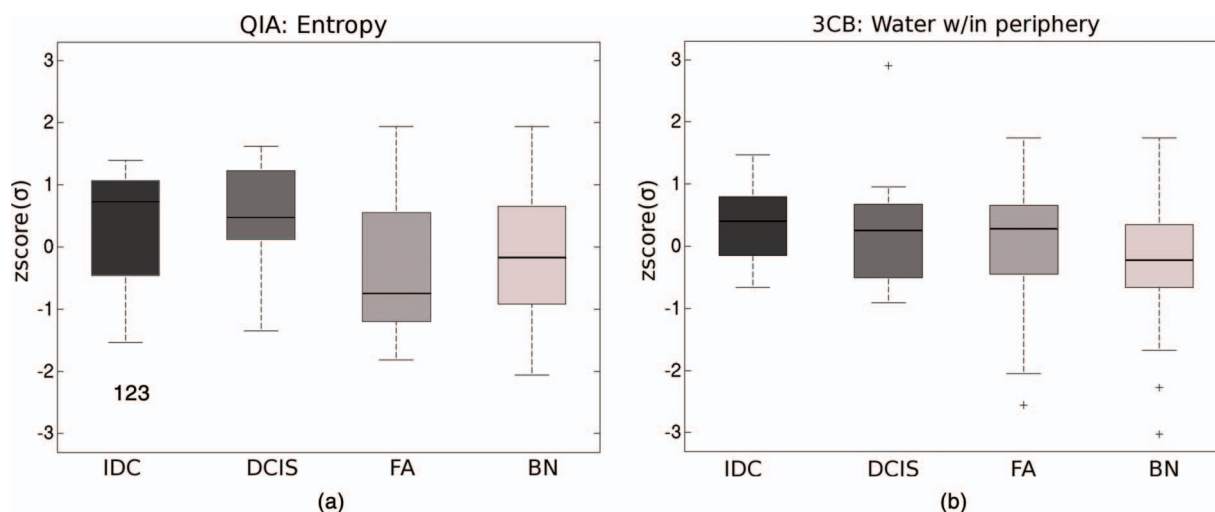 QIA: Entropy
3
2
1
0
-1
-2
-3
zscore(σ)
123
IDC DCIS FA BN
(a)
3CB: Water w/in periphery
3
2
1
0
-1
-2
-3
zscore(σ)
IDC DCIS FA BN
(b)